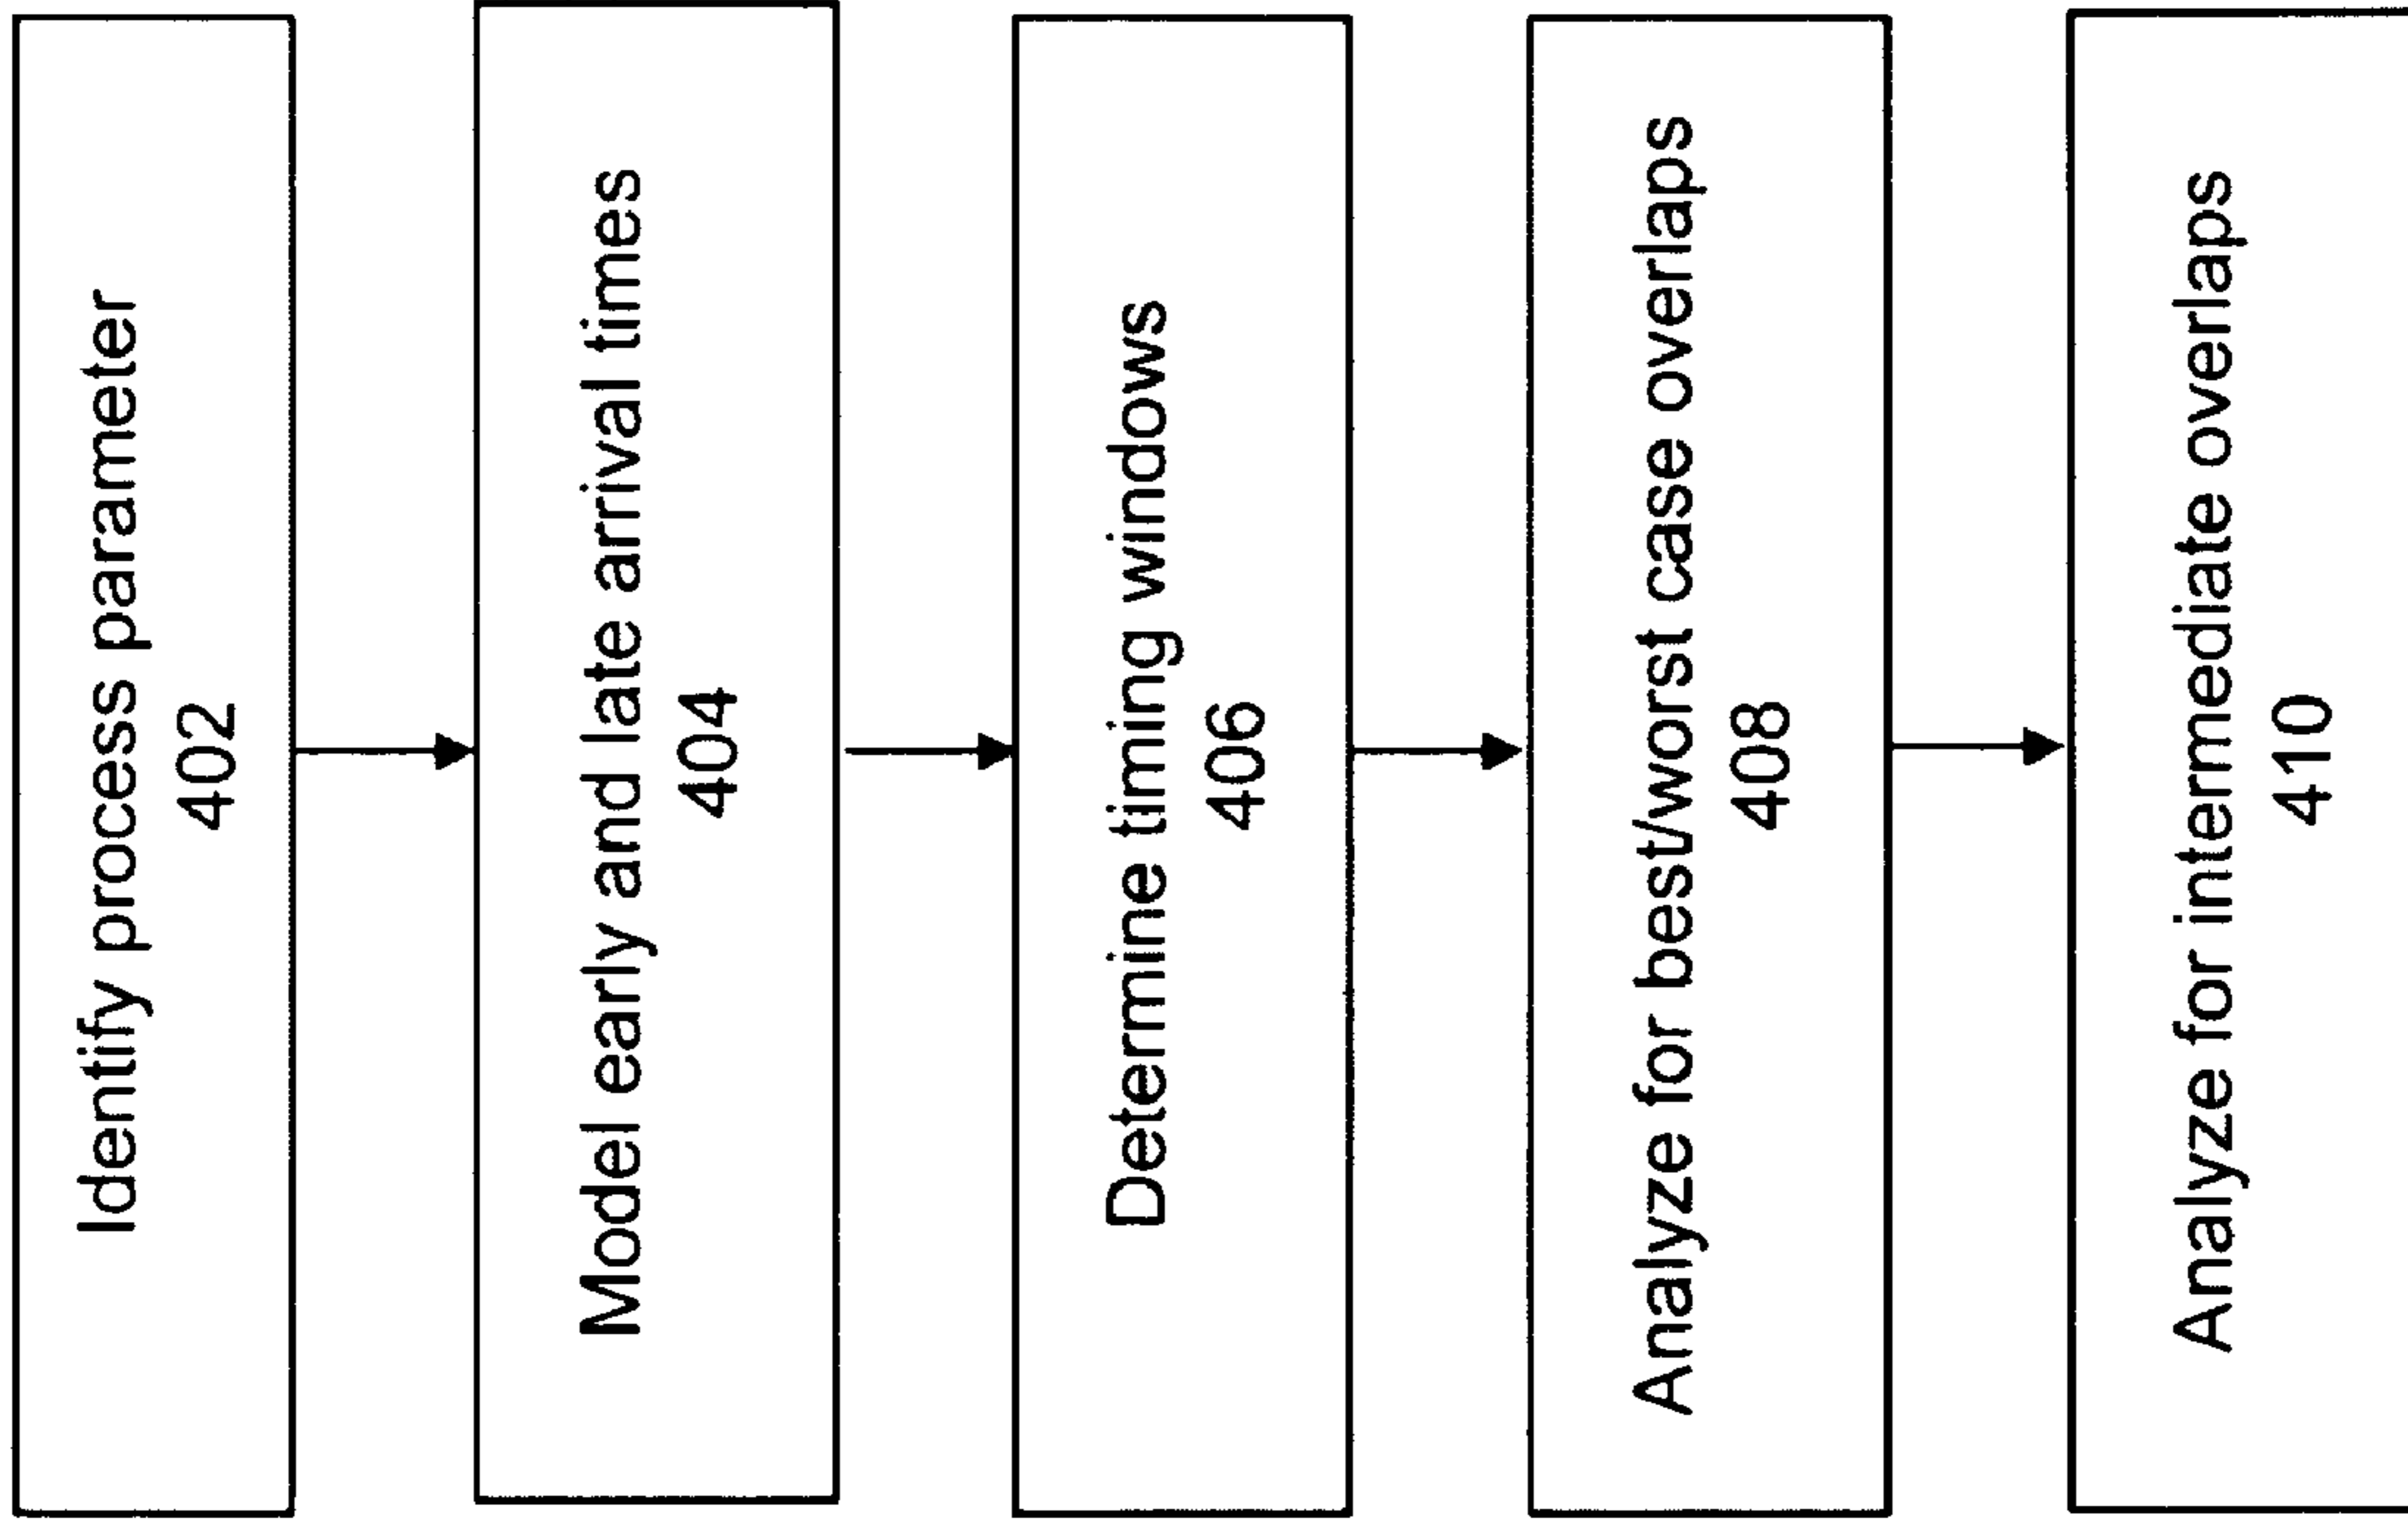 Identify process parameter
402
Model early and late arrival times
404
Determine timing windows
406
Analyze for best/worst case overlaps
408
Analyze for intermediate overlaps
410